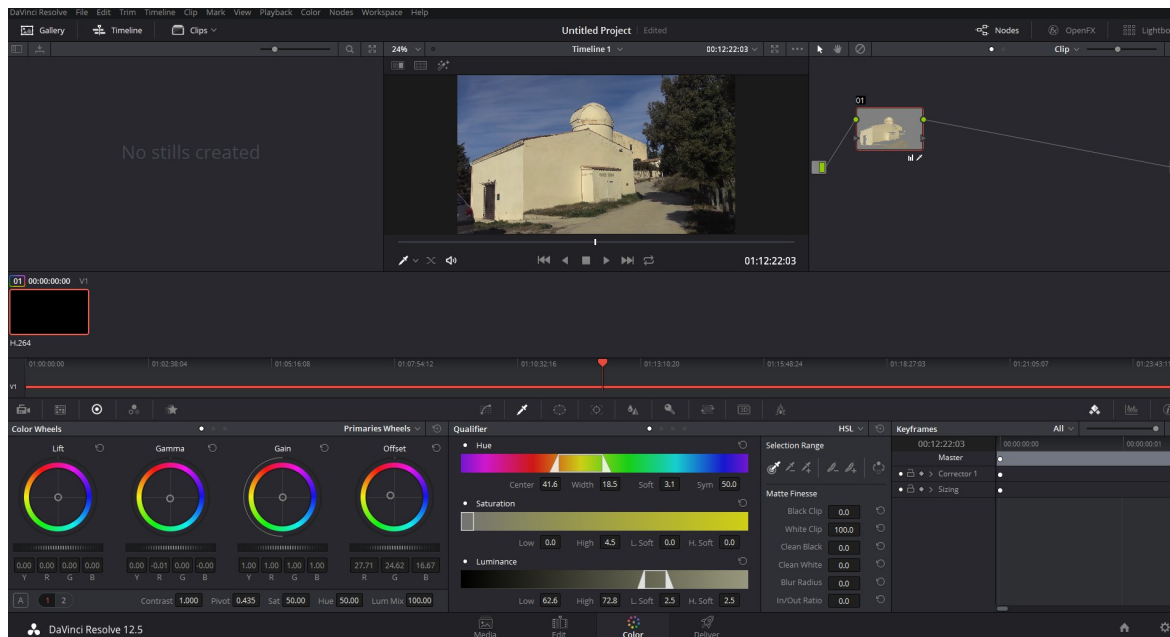 DaVinci Resolve File Edit Trim Timeline Clip Mark View Playback Color Nodes Workspace Help
Gallery Timeline Clips Untitled Project Edited Nodes OpenFX Lightbo
24% Timeline 1 00:12:22:03 Clip
01
No stills created
01:12:22:03
01 00:00:00:00 V1
H.264
01:00:00:00 01:02:38:04 01:05:16:08 01:07:54:12 01:10:32:16 01:13:10:20 01:15:48:24 01:18:27:03 01:21:05:07 01:23:43:1
V1
Color Wheels Primaries Wheels Qualifier HSL Keyframes All
Lift Gamma Gain Offset Hue Selection Range 00:12:22:03 00:00:00:00 00:00:00:01
Master
Corrector 1
Center 41.6 Width 18.5 Soft 3.1 Sym 50.0
Sizing
Matte Finesse
Saturation
Black Clip 0.0
White Clip 100.0
Low 0.0 High 4.5 L. Soft 0.0 H. Soft 0.0
Clean Black 0.0
Luminance
Clean White 0.0
0.00 0.00 0.00 0.00 0.00 -0.01 0.00 -0.00 1.00 1.00 1.00 1.00 27.71 24.62 16.67
Y R G B Y R G B Y R G B R G B
Blur Radius 0.0
A 1 2 Contrast 1.000 Pivot 0.435 Sat 50.00 Hue 50.00 Lum Mix 100.00 Low 62.6 High 72.8 L. Soft 2.5 H. Soft 2.5 In/Out Ratio 0.0
DaVinci Resolve 12.5 Media Edit Color Deliver